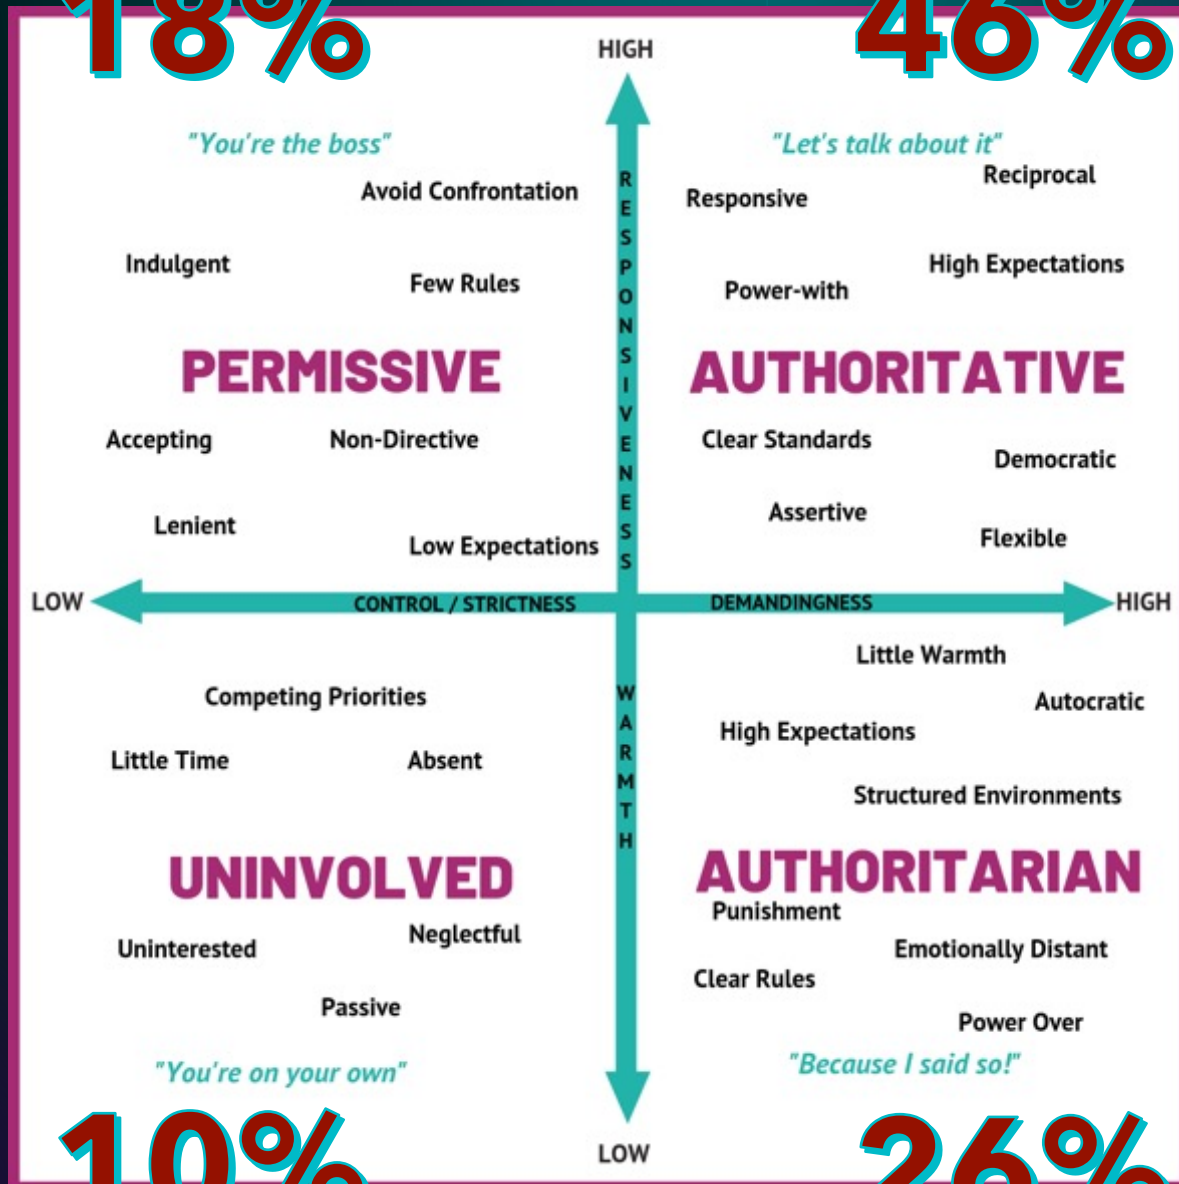 18%
46%
HIGH
"You're the boss"
"Let's talk about it"
Avoid Confrontation
Responsive
Reciprocal
Indulgent
Few Rules
Power-with
High Expectations
PERMISSIVE
AUTHORITATIVE
Accepting
Non-Directive
Clear Standards
Democratic
Lenient
Low Expectations
Assertive
Flexible
RESPONSIVENESS
LOW
CONTROL / STRICTNESS
DEMANDINGNESS
HIGH
WARMTH
Competing Priorities
Little Time
Absent
Little Warmth
Autocratic
High Expectations
Structured Environments
UNINVOLVED
AUTHORITARIAN
Uninterested
Neglectful
Passive
Punishment
Emotionally Distant
Clear Rules
Power Over
"You're on your own"
"Because I said so!"
10%
26%
LOW